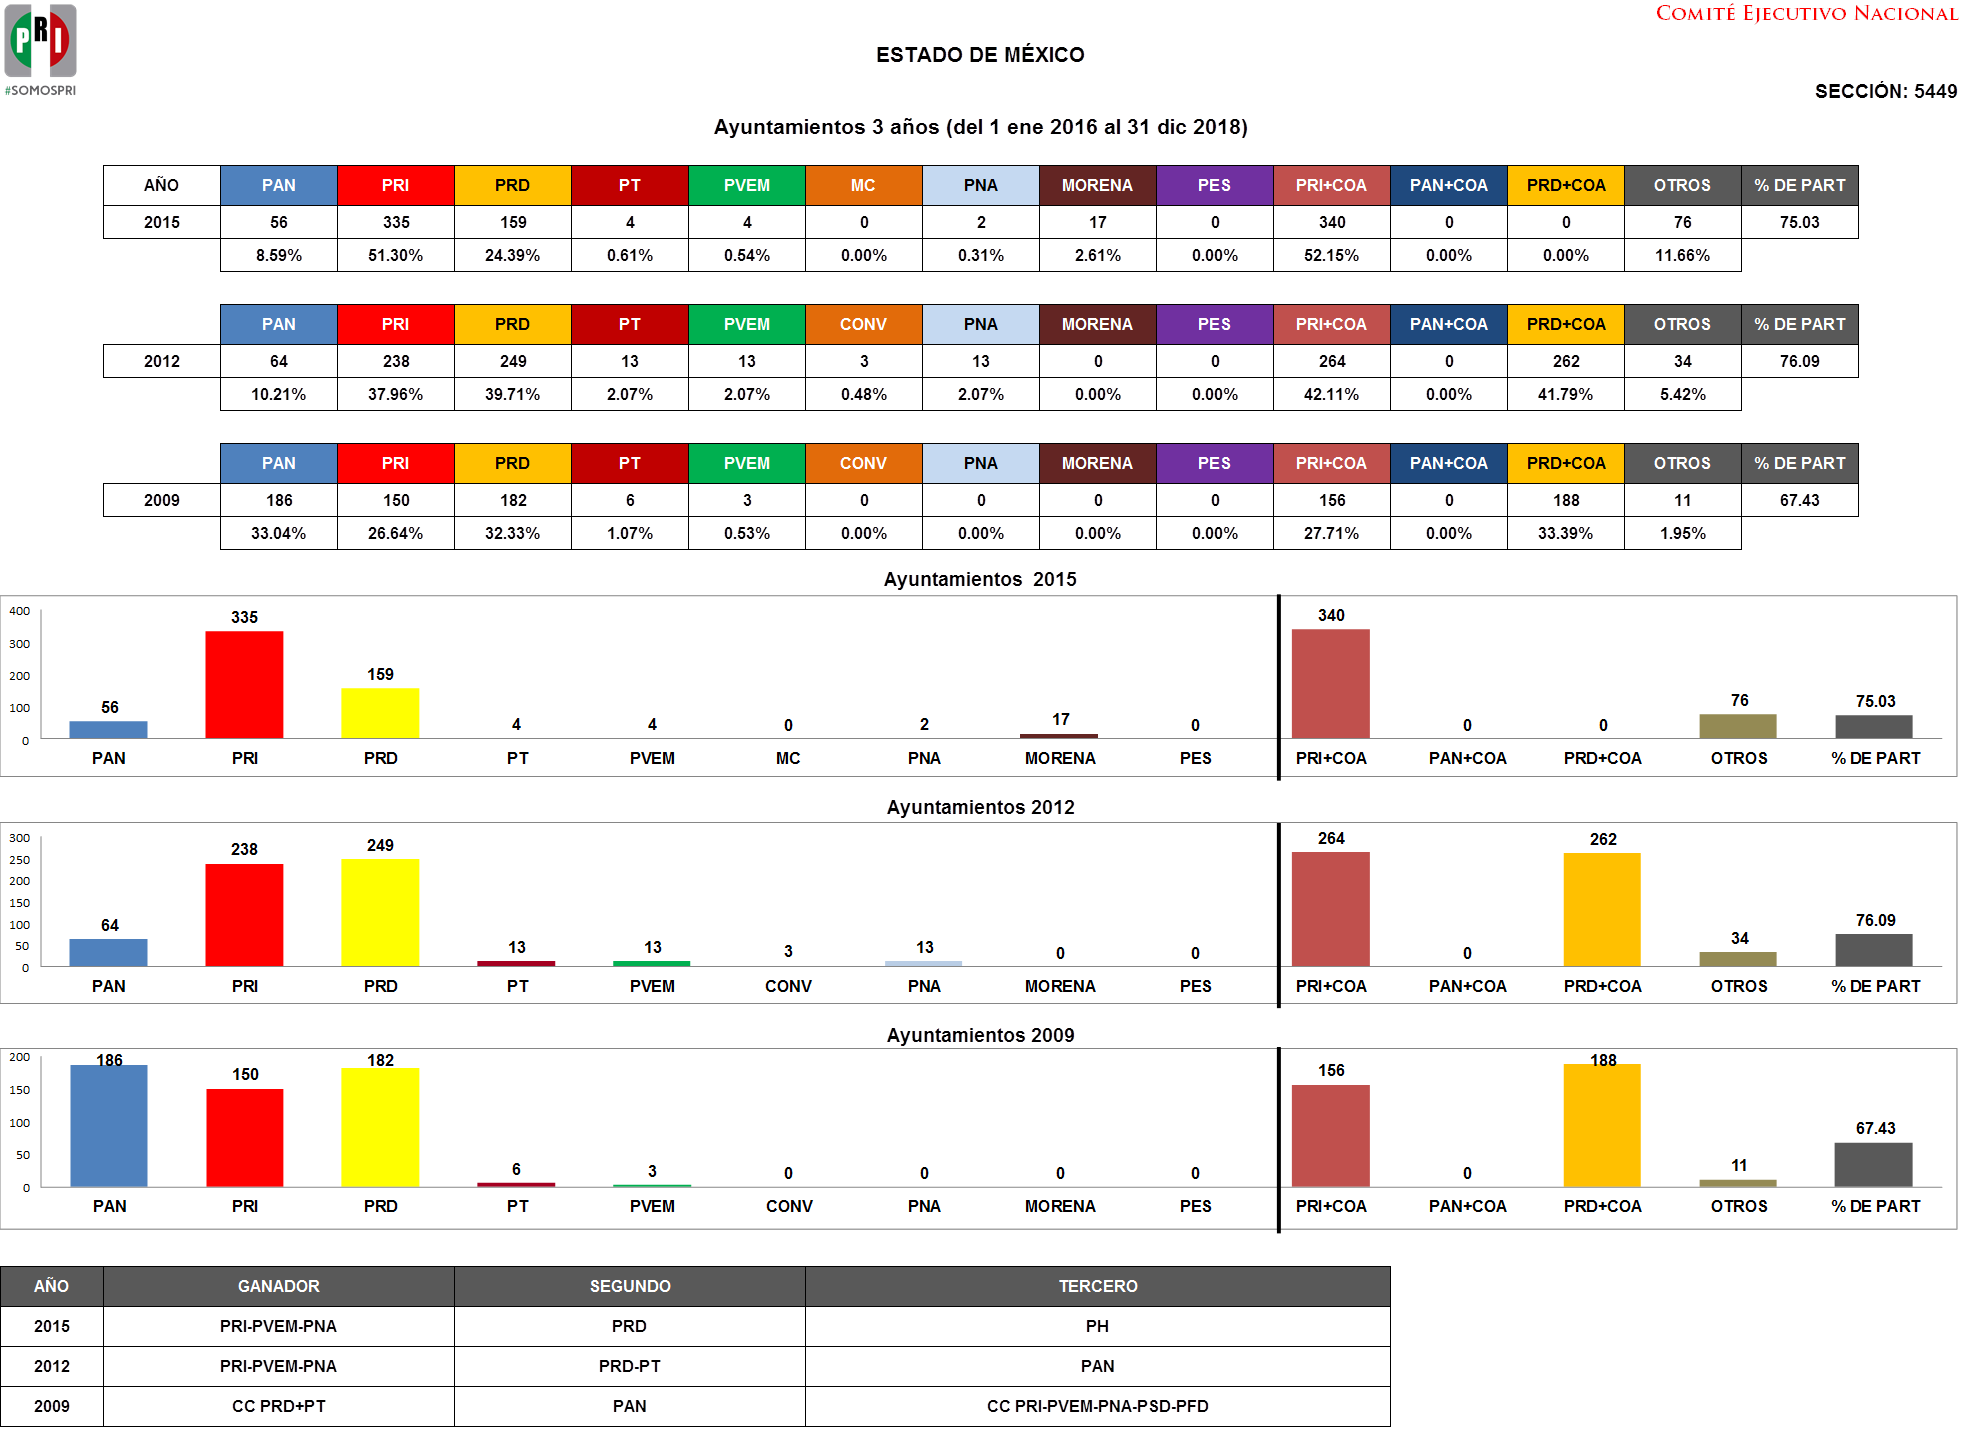 PRI
#SOMOSPRI
COMITÉ EJECUTIVO NACIONAL
ESTADO DE MÉXICO
SECCIÓN: 5449
Ayuntamientos 3 años (del 1 ene 2016 al 31 dic 2018)
AÑO PAN PRI PRD PT PVEM MC PNA MORENA PES PRI+COA PAN+COA PRD+COA OTROS % DE PART
2015 56 335 159 4 4 0 2 17 0 340 0 0 76 75.03
8.59% 51.30% 24.39% 0.61% 0.54% 0.00% 0.31% 2.61% 0.00% 52.15% 0.00% 0.00% 11.66%
PAN PRI PRD PT PVEM CONV PNA MORENA PES PRI+COA PAN+COA PRD+COA OTROS % DE PART
2012 64 238 249 13 13 3 13 0 0 264 0 262 34 76.09
10.21% 37.96% 39.71% 2.07% 2.07% 0.48% 2.07% 0.00% 0.00% 42.11% 0.00% 41.79% 5.42%
PAN PRI PRD PT PVEM CONV PNA MORENA PES PRI+COA PAN+COA PRD+COA OTROS % DE PART
2009 186 150 182 6 3 0 0 0 0 156 0 188 11 67.43
33.04% 26.64% 32.33% 1.07% 0.53% 0.00% 0.00% 0.00% 0.00% 27.71% 0.00% 33.39% 1.95%
Ayuntamientos 2015
400
300
200
100
0
56 335 159 4 4 0 2 17 0 340 0 0 76 75.03
PAN PRI PRD PT PVEM MC PNA MORENA PES PRI+COA PAN+COA PRD+COA OTROS % DE PART
Ayuntamientos 2012
300
250
200
150
100
50
0
64 238 249 13 13 3 13 0 0 264 0 262 34 76.09
PAN PRI PRD PT PVEM CONV PNA MORENA PES PRI+COA PAN+COA PRD+COA OTROS % DE PART
Ayuntamientos 2009
200
150
100
50
0
186 150 182 6 3 0 0 0 0 156 0 188 11 67.43
PAN PRI PRD PT PVEM CONV PNA MORENA PES PRI+COA PAN+COA PRD+COA OTROS % DE PART
AÑO GANADOR SEGUNDO TERCERO
2015 PRI-PVEM-PNA PRD PH
2012 PRI-PVEM-PNA PRD-PT PAN
2009 CC PRD+PT PAN CC PRI-PVEM-PNA-PSD-PFD